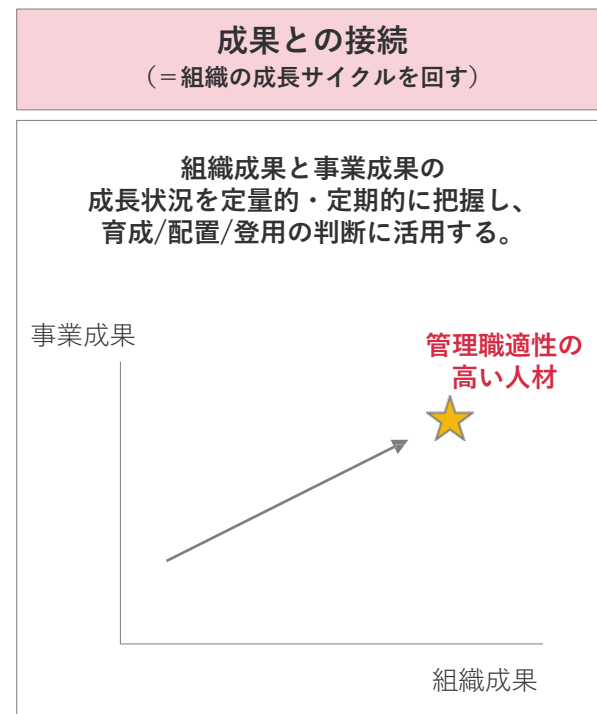 成果との接続
（＝組織の成長サイクルを回す）
組織成果と事業成果の
成長状況を定量的・定期的に把握し、
育成/配置/登用の判断に活用する。
事業成果
管理職適性の
高い人材
組織成果